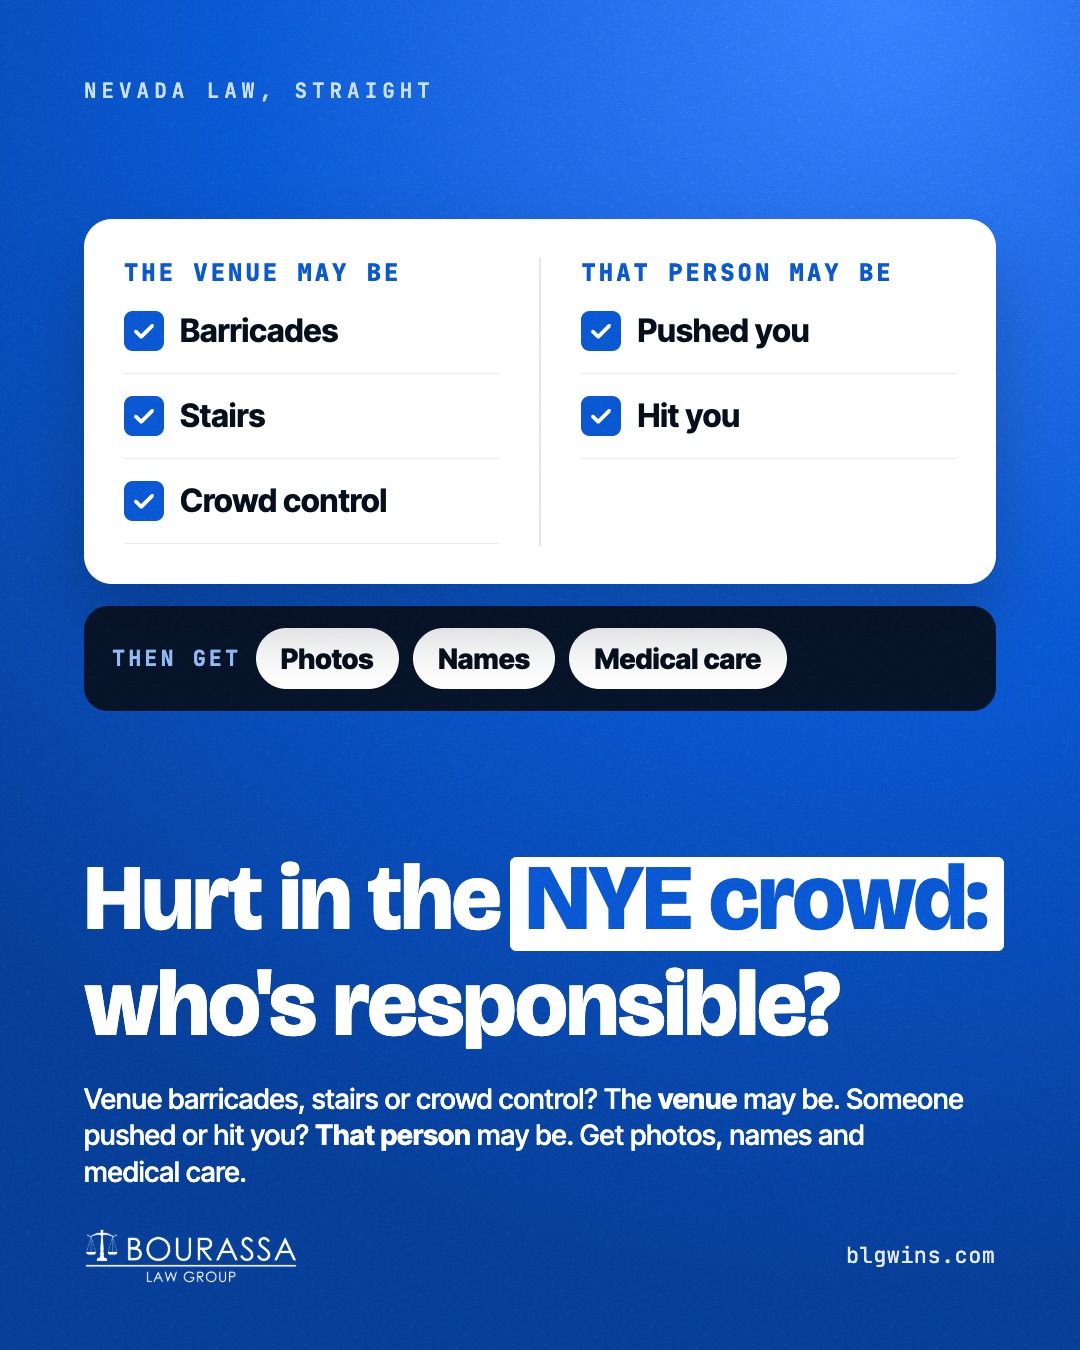 NEVADA LAW, STRAIGHT
THE VENUE MAY BE
Barricades
Stairs
Crowd control
THAT PERSON MAY BE
Pushed you
Hit you
THEN GET Photos Names Medical care
Hurt in the NYE crowd:
who's responsible?
Venue barricades, stairs or crowd control? The venue may be. Someone
pushed or hit you? That person may be. Get photos, names and
medical care.
BOURASSA
LAW GROUP
blgwins.com